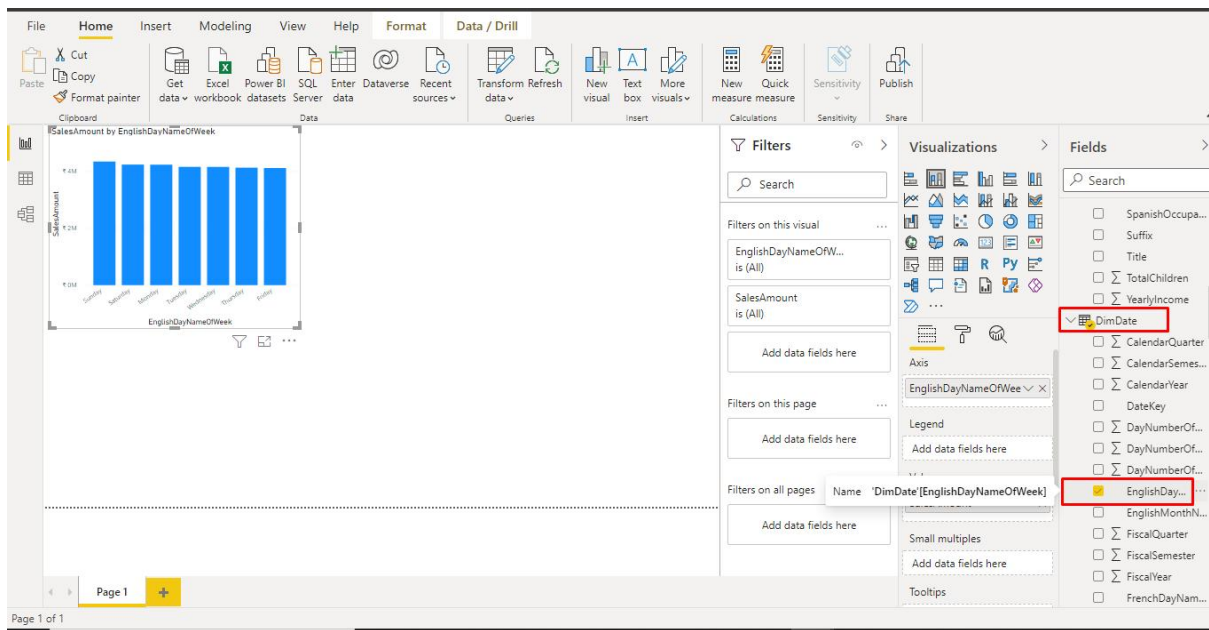 File Home Insert Modeling View Help Format Data / Drill
Paste
Cut
Copy
Format painter
Clipboard
Get data
Excel workbook
Power BI datasets
SQL Server
Enter data
Dataverse
Recent sources
Data
Transform data
Refresh
Queries
New visual
Text box
More visuals
Insert
New measure
Quick measure
Calculations
Sensitivity
Sensitivity
Publish
Share
SalesAmount by EnglishDayNameOfWeek
₹4M
₹2M
₹0M
SalesAmount
Sunday Saturday Monday Tuesday Wednesday Thursday Friday
EnglishDayNameOfWeek
Filters
Search
Filters on this visual ...
EnglishDayNameOfW...
is (All)
SalesAmount
is (All)
Add data fields here
Filters on this page ...
Add data fields here
Filters on all pages
Add data fields here
Name 'DimDate'[EnglishDayNameOfWeek]
Visualizations
R Py
...
Axis
EnglishDayNameOfWee
Legend
Add data fields here
Small multiples
Add data fields here
Tooltips
Fields
Search
SpanishOccupa...
Suffix
Title
TotalChildren
YearlyIncome
DimDate
CalendarQuarter
CalendarSemes...
CalendarYear
DateKey
DayNumberOf...
DayNumberOf...
DayNumberOf...
EnglishDay... ...
EnglishMonthN...
FiscalQuarter
FiscalSemester
FiscalYear
FrenchDayNam...
Page 1
Page 1 of 1